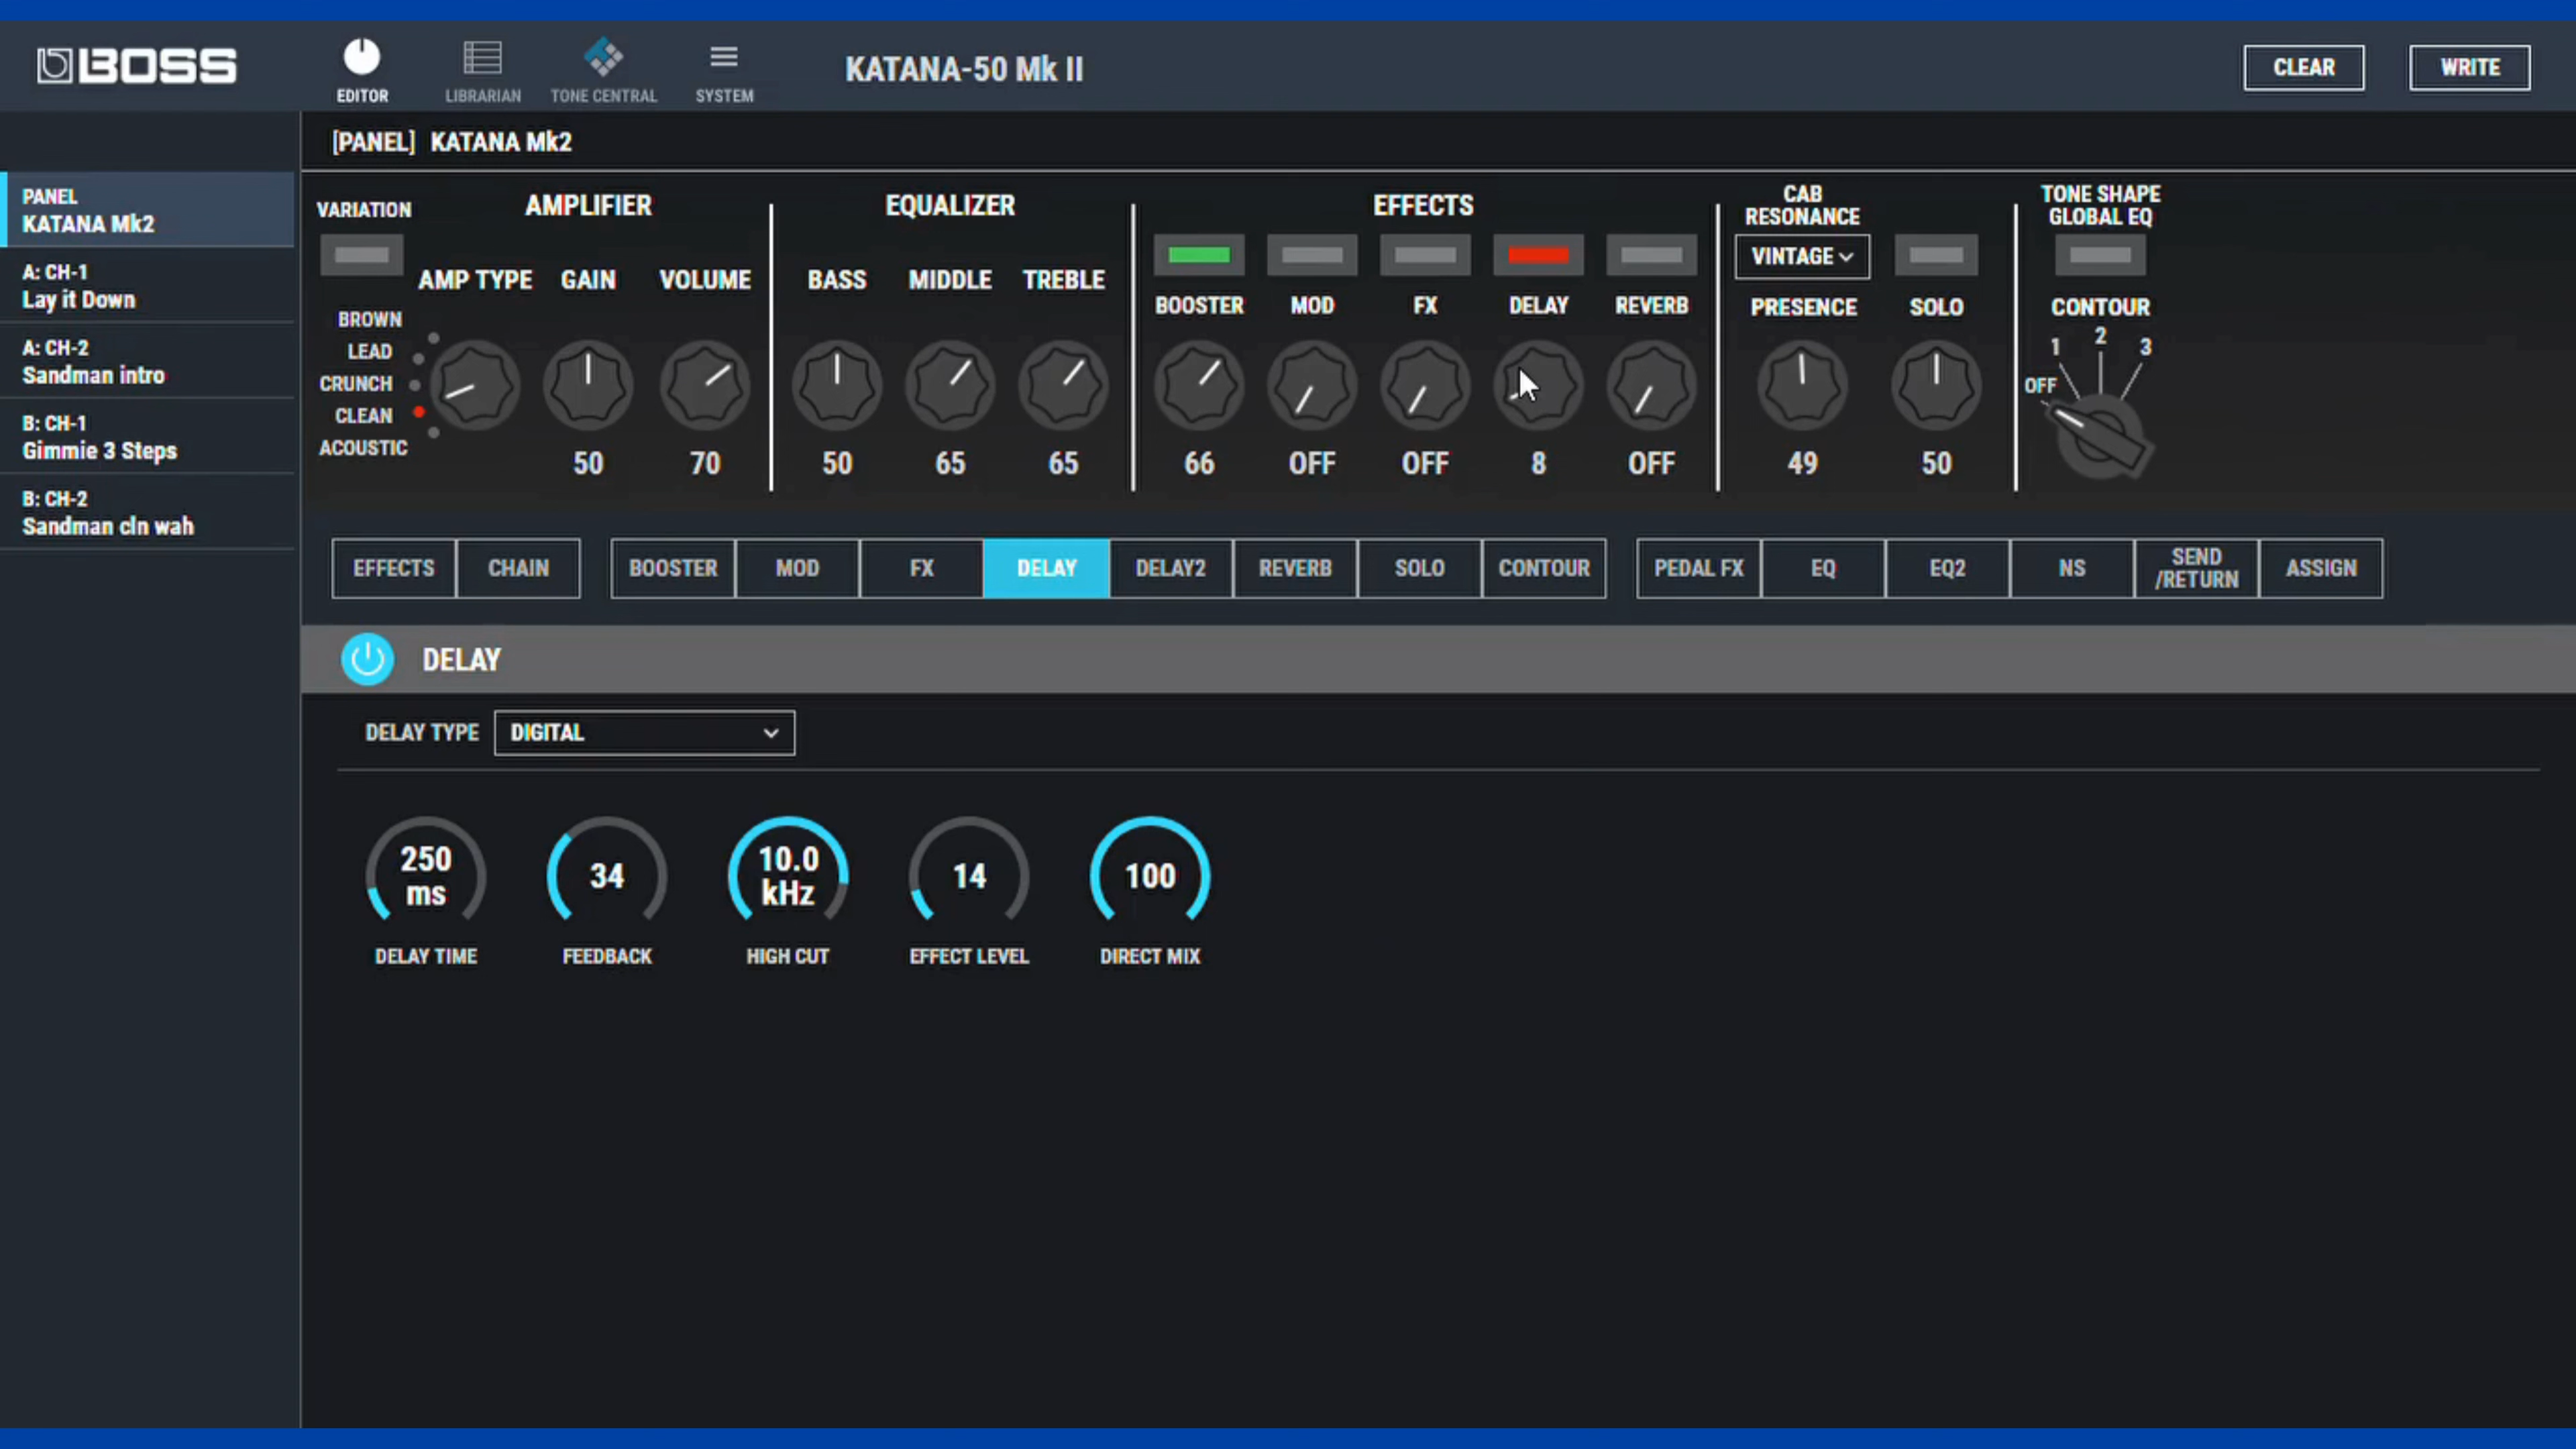 BOSS
EDITOR
LIBRARIAN
TONE CENTRAL
SYSTEM
KATANA-50 Mk II
CLEAR
WRITE
[PANEL] KATANA Mk2
PANEL
KATANA Mk2
A: CH-1
Lay it Down
A: CH-2
Sandman intro
B: CH-1
Gimmie 3 Steps
B: CH-2
Sandman cln wah
VARIATION
AMPLIFIER
AMP TYPE
GAIN
VOLUME
BROWN
LEAD
CRUNCH
CLEAN
ACOUSTIC
50
70
EQUALIZER
BASS
MIDDLE
TREBLE
50
65
65
EFFECTS
BOOSTER
MOD
FX
DELAY
REVERB
66
OFF
OFF
8
OFF
CAB
RESONANCE
VINTAGE
PRESENCE
SOLO
49
50
TONE SHAPE
GLOBAL EQ
CONTOUR
1
2
3
OFF
EFFECTS
CHAIN
BOOSTER
MOD
FX
DELAY
DELAY2
REVERB
SOLO
CONTOUR
PEDAL FX
EQ
EQ2
NS
SEND
/RETURN
ASSIGN
DELAY
DELAY TYPE
DIGITAL
250
ms
34
10.0
kHz
14
100
DELAY TIME
FEEDBACK
HIGH CUT
EFFECT LEVEL
DIRECT MIX